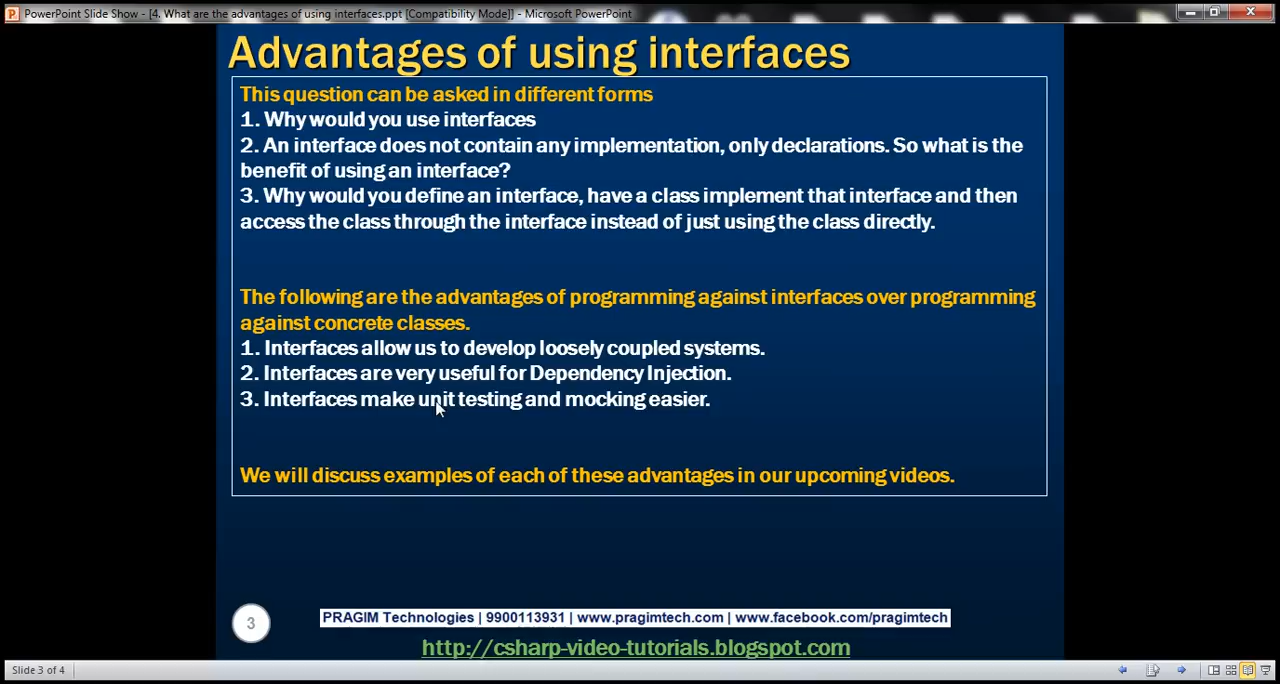 PowerPoint Slide Show - [4. What are the advantages of using interfaces.ppt [Compatibility Mode]] - Microsoft PowerPoint
Advantages of using interfaces
This question can be asked in different forms
1. Why would you use interfaces
2. An interface does not contain any implementation, only declarations. So what is the
benefit of using an interface?
3. Why would you define an interface, have a class implement that interface and then
access the class through the interface instead of just using the class directly.
The following are the advantages of programming against interfaces over programming
against concrete classes.
1. Interfaces allow us to develop loosely coupled systems.
2. Interfaces are very useful for Dependency Injection.
3. Interfaces make unit testing and mocking easier.
We will discuss examples of each of these advantages in our upcoming videos.
3
PRAGIM Technologies | 9900113931 | www.pragimtech.com | www.facebook.com/pragimtech
http://csharp-video-tutorials.blogspot.com
Slide 3 of 4